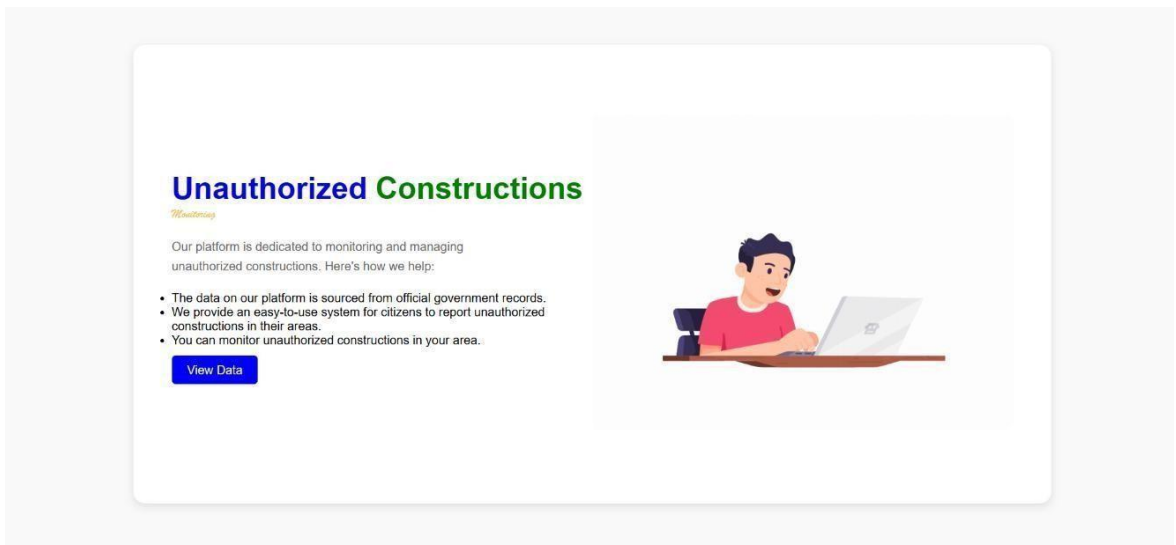 Unauthorized Constructions
Monitoring
Our platform is dedicated to monitoring and managing
unauthorized constructions. Here's how we help:
• The data on our platform is sourced from official government records.
• We provide an easy-to-use system for citizens to report unauthorized
constructions in their areas.
• You can monitor unauthorized constructions in your area.
View Data